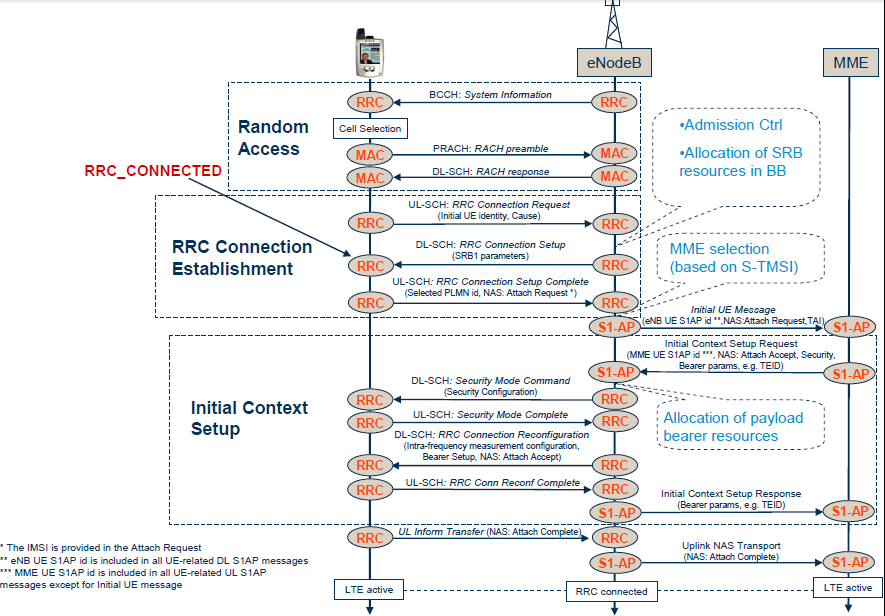 eNodeB
MME
BCCH: System Information
RRC
RRC
Random
Access
Cell Selection
•Admission Ctrl
•Allocation of SRB
resources in BB
PRACH: RACH preamble
MAC
MAC
DL-SCH: RACH response
MAC
MAC
RRC_CONNECTED
UL-SCH: RRC Connection Request
(Initial UE identity, Cause)
RRC
RRC
RRC Connection
Establishment
DL-SCH: RRC Connection Setup
(SRB1 parameters)
RRC
RRC
MME selection
(based on S-TMSI)
UL-SCH: RRC Connection Setup Complete
(Selected PLMN id, NAS: Attach Request *)
RRC
RRC
Initial UE Message
(eNB UE S1AP id **,NAS:Attach Request,TAI)
S1-AP
S1-AP
Initial Context Setup Request
(MME UE S1AP id ***, NAS: Attach Accept, Security,
Bearer params, e.g. TEID)
S1-AP
S1-AP
Initial Context
Setup
DL-SCH: Security Mode Command
(Security Configuration)
RRC
RRC
UL-SCH: Security Mode Complete
RRC
RRC
Allocation of payload
bearer resources
DL-SCH: RRC Connection Reconfiguration
(Intra-frequency measurement configuration,
Bearer Setup, NAS: Attach Accept)
RRC
RRC
UL-SCH: RRC Conn Reconf Complete
RRC
RRC
Initial Context Setup Response
(Bearer params, e.g. TEID)
S1-AP
S1-AP
UL Inform Transfer (NAS: Attach Complete)
RRC
RRC
Uplink NAS Transport
(NAS: Attach Complete)
S1-AP
S1-AP
* The IMSI is provided in the Attach Request
** eNB UE S1AP id is included in all UE-related DL S1AP messages
*** MME UE S1AP id is included in all UE-related UL S1AP
messages except for Initial UE message
LTE active
RRC connected
LTE active